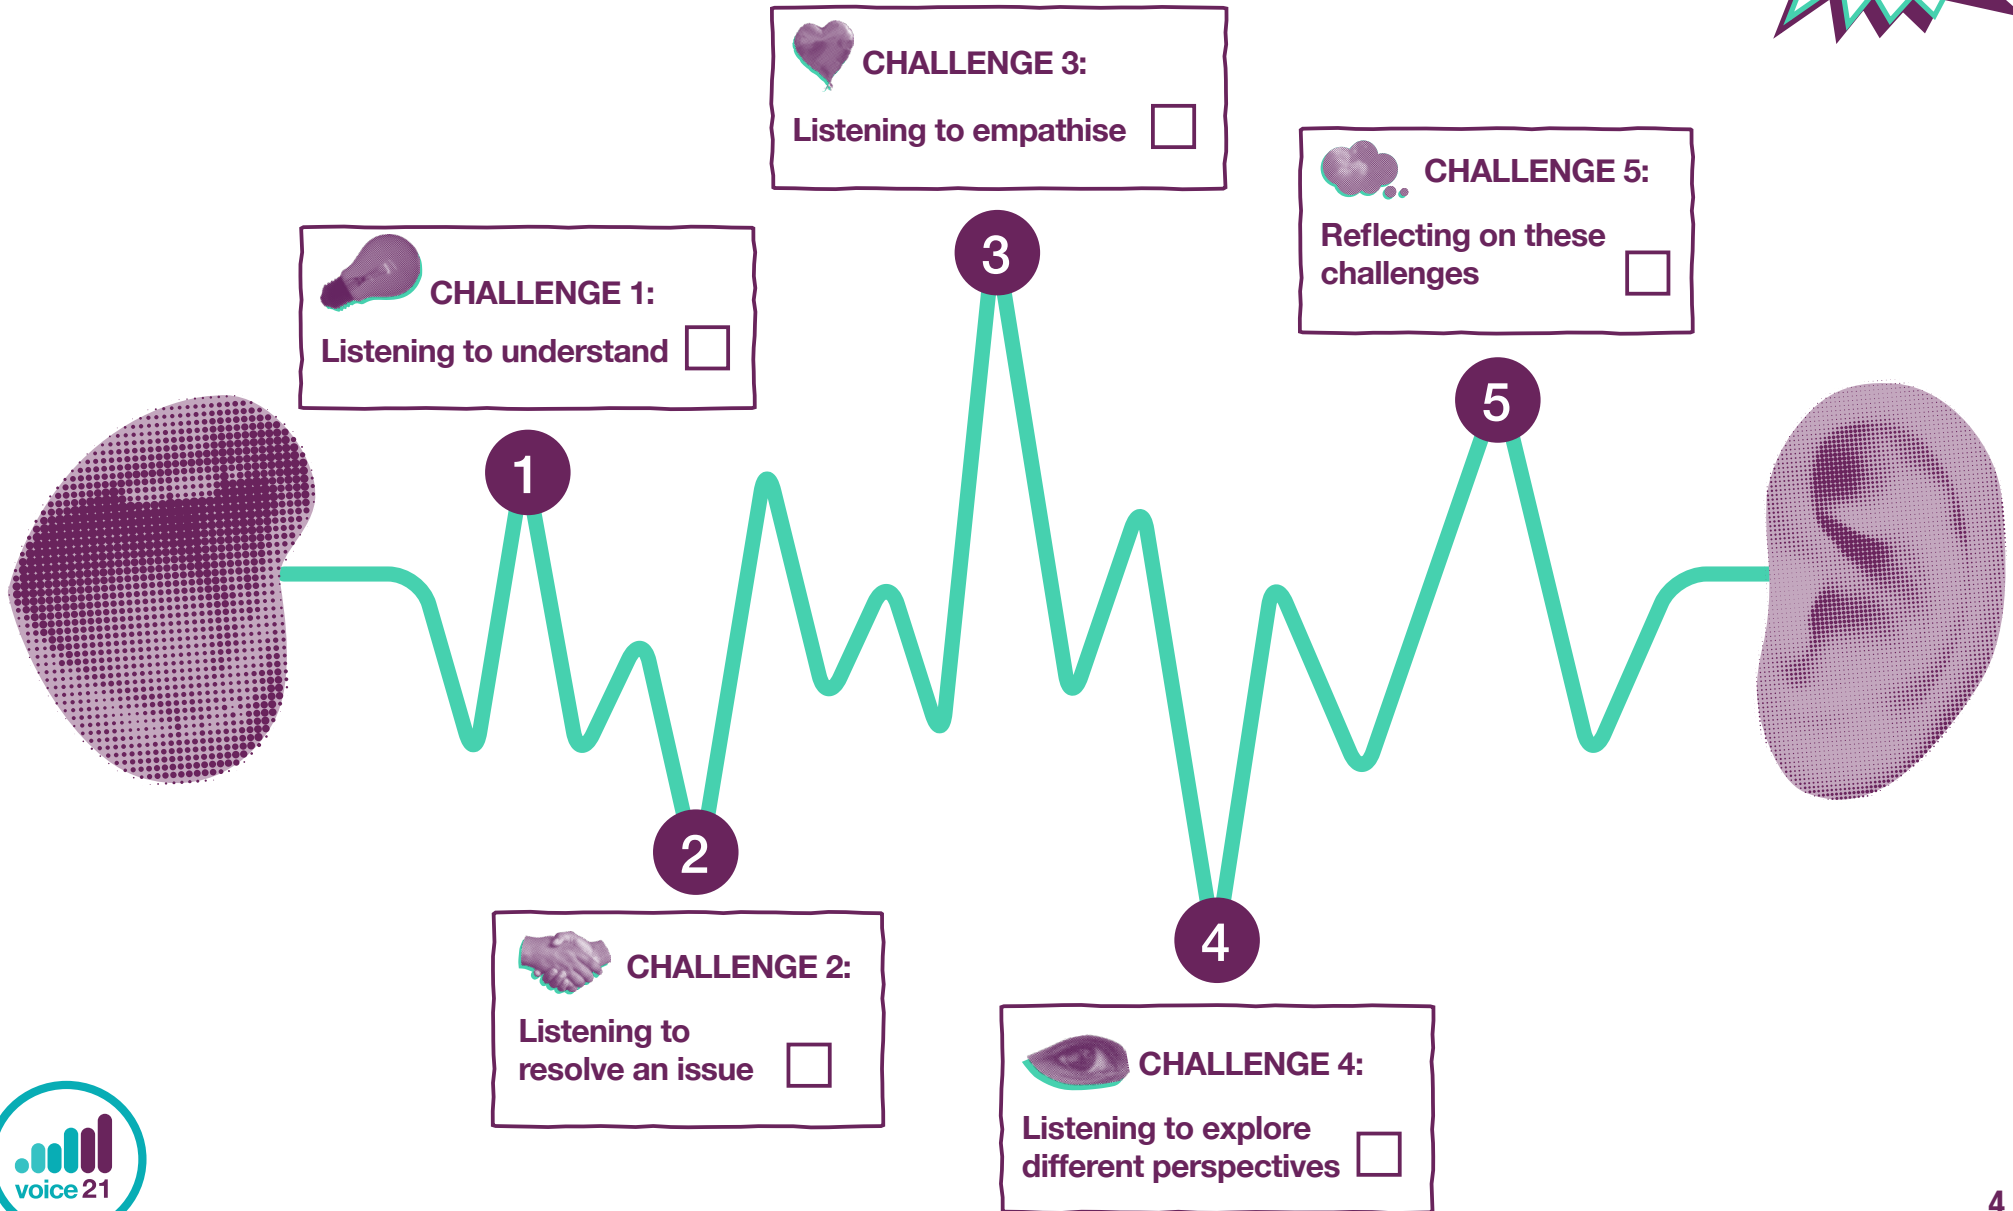 CHALLENGE 1:
Listening to understand
1
CHALLENGE 2:
Listening to
resolve an issue
2
CHALLENGE 3:
Listening to empathise
3
CHALLENGE 4:
Listening to explore
different perspectives
4
CHALLENGE 5:
Reflecting on these
challenges
5
voice 21
4